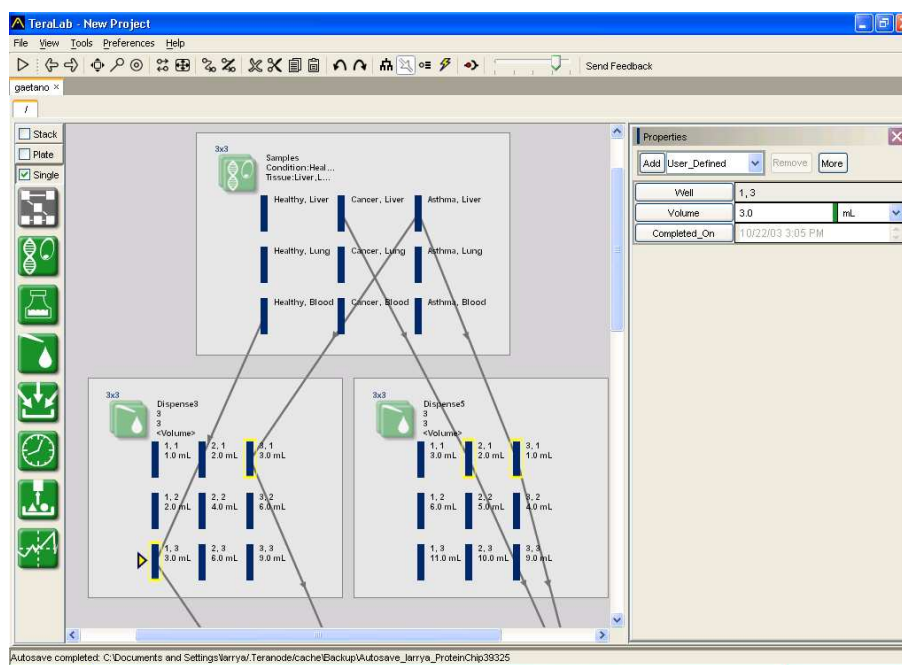 TeraLab - New Project
File View Tools Preferences Help
Send Feedback
gaetano ×
/
Stack
Plate
Single
3x3
Samples
Condition:Heal...
Tissue:Liver,L...
Healthy, Liver Cancer, Liver Asthma, Liver
Healthy, Lung Cancer, Lung Asthma, Lung
Healthy, Blood Cancer, Blood Asthma, Blood
3x3
Dispense3
3
3
<Volume>
1, 1 2, 1 3, 1
1.0 mL 2.0 mL 3.0 mL
1, 2 2, 2 3, 2
2.0 mL 4.0 mL 6.0 mL
1, 3 2, 3 3, 3
3.0 mL 6.0 mL 9.0 mL
3x3
Dispense5
3
3
<Volume>
1, 1 2, 1 3, 1
3.0 mL 2.0 mL 1.0 mL
1, 2 2, 2 3, 2
6.0 mL 5.0 mL 4.0 mL
1, 3 2, 3 3, 3
11.0 mL 10.0 mL 9.0 mL
Properties
Add User_Defined Remove More
Well 1, 3
Volume 3.0 mL
Completed_On 10/22/03 3:05 PM
Autosave completed: C:\Documents and Settings\larrya/.Teranode/cache\Backup\Autosave_larrya_ProteinChip39325